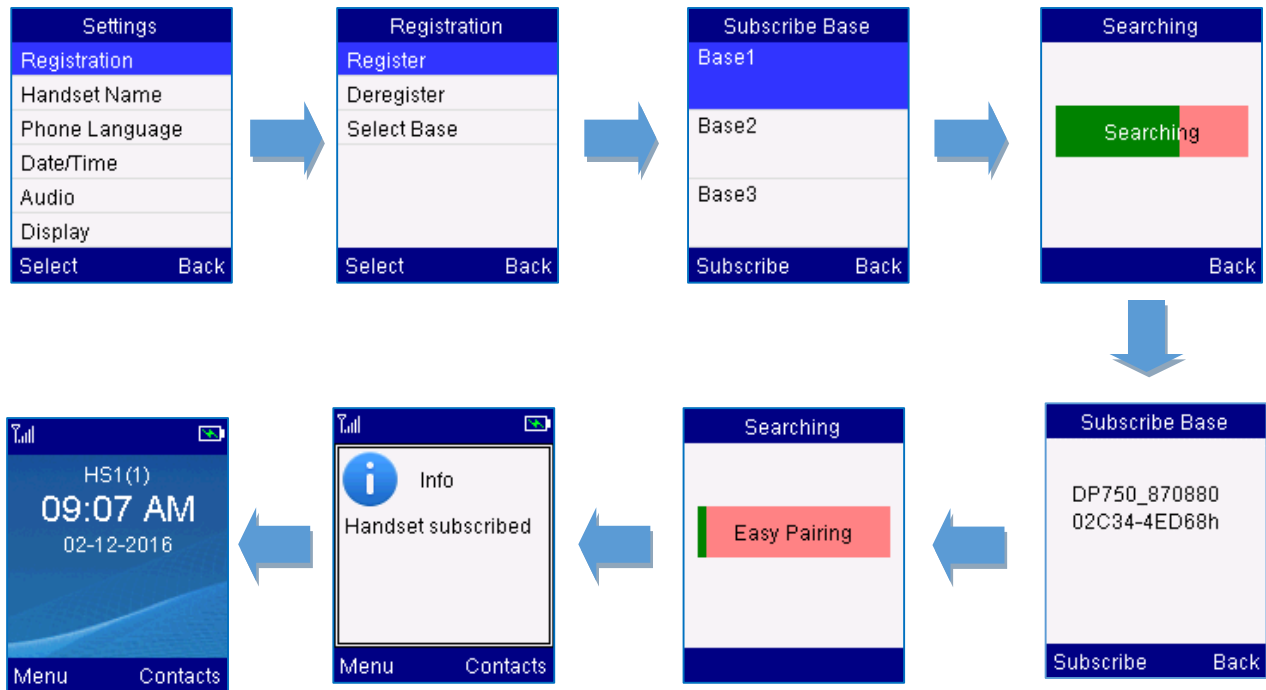 Settings
Registration
Handset Name
Phone Language
Date/Time
Audio
Display
Select Back
Registration
Register
Deregister
Select Base
Select Back
Subscribe Base
Base1
Base2
Base3
Subscribe Back
Searching
Searching
Back
Subscribe Base
DP750_870880
02C34-4ED68h
Subscribe Back
Searching
Easy Pairing
Info
Handset subscribed
Menu Contacts
HS1(1)
09:07 AM
02-12-2016
Menu Contacts